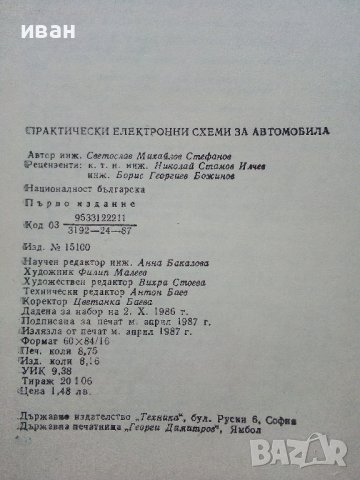 иван
ПРАКТИЧЕСКИ ЕЛЕКТРОННИ СХЕМИ ЗА АВТОМОБИЛА
Автор инж. Светослав Михайлов Стефанов
Рецензенти: к. т. н. инж. Николай Стамов Илчев
инж. Борис Георгиев Божинов
Националност българска
Първо издание
Код 03 9533122211
3192—24—87
Изд. № 15100
Научен редактор инж. Анна Бакалова
Художник Филип Малеев
Художествен редактор Вихра Стоева
Технически редактор Антон Баев
Коректор Цветанка Баева
Дадена за набор на 2. X. 1986 г.
Подписана за печат м. април 1987 г.
Излязла от печат м. април 1987 г.
Формат 60×84/16
Печ. коли 8,75
Изд. коли 8,16
УИК 9,38
Тираж 20106
Цена 1,48 лв.
Държавно издателство „Техника“, бул. Руски 6, София
Държавна печатница „Георги Димитров“, Ямбол
bazar.bg